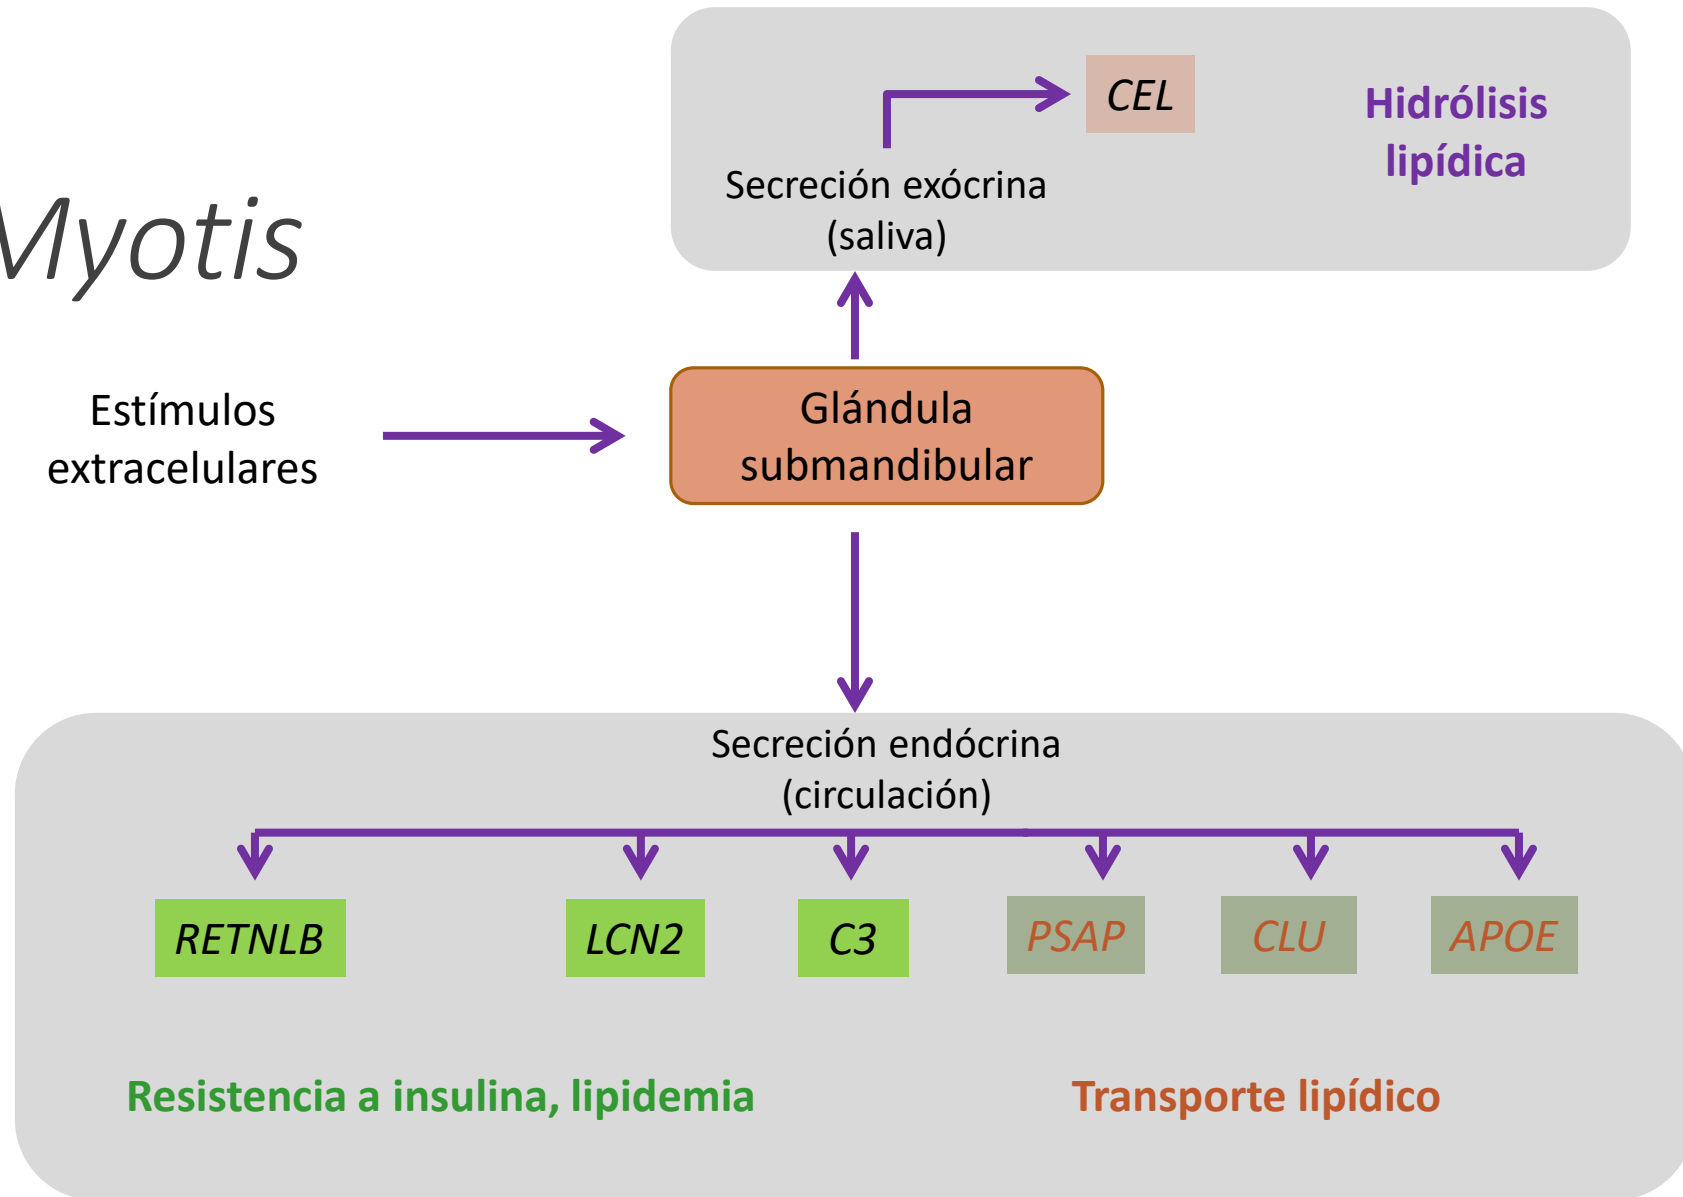 Myotis
CEL
Hidrólisis
lipídica
Secreción exócrina
(saliva)
Estímulos
extracelulares
Glándula
submandibular
Secreción endócrina
(circulación)
RETNLB
LCN2
C3
PSAP
CLU
APOE
Resistencia a insulina, lipidemia
Transporte lipídico